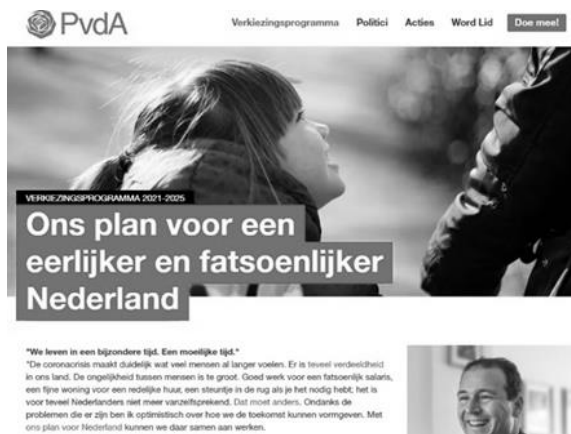 PvdA
Verkiezingsprogramma Politici Acties Word Lid Doe mee!
VERKIEZINGSPROGRAMMA 2021-2025
Ons plan voor een
eerlijker en fatsoenlijker
Nederland
"We leven in een bijzondere tijd. Een moeilijke tijd."
"De coronacrisis maakt duidelijk wat veel mensen al langer voelen. Er is teveel verdeeldheid
in ons land. De ongelijkheid tussen mensen is te groot. Goed werk voor een fatsoenlijk salaris,
een fijne woning voor een redelijke huur, een steuntje in de rug als je het nodig hebt; het is
voor teveel Nederlanders niet meer vanzelfsprekend. Dat moet anders. Ondanks de
problemen die er zijn ben ik optimistisch over hoe we de toekomst kunnen vormgeven. Met
ons plan voor Nederland kunnen we daar samen aan werken.